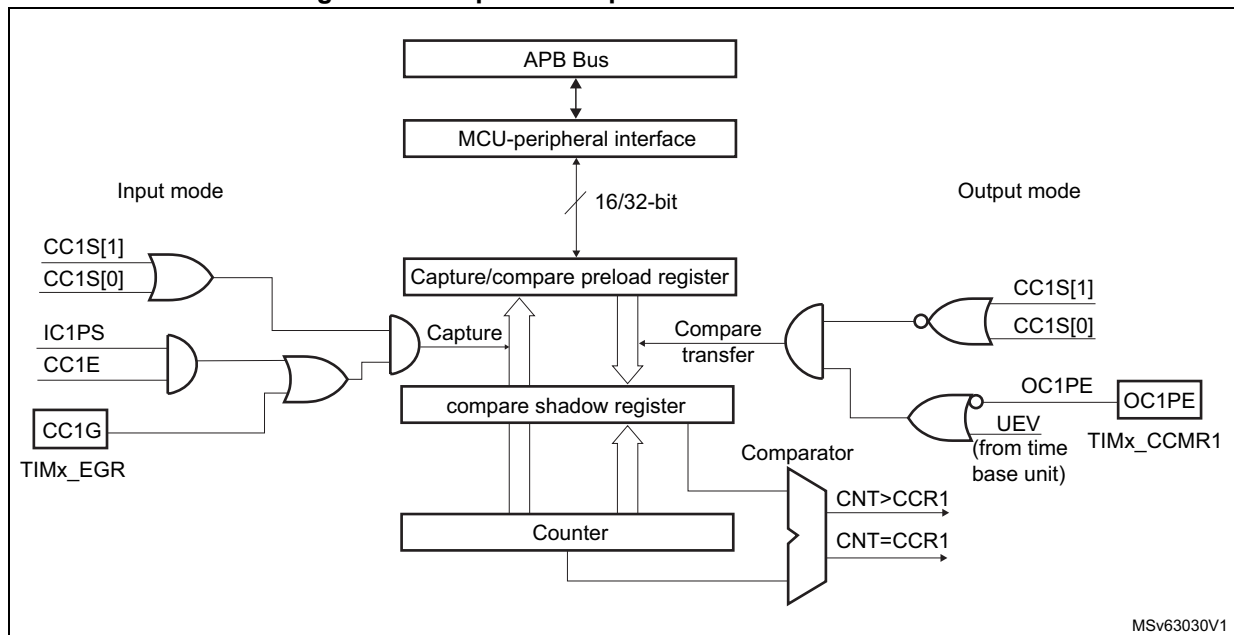 APB Bus
MCU-peripheral interface
Input mode
16/32-bit
Output mode
CC1S[1]
CC1S[0]
Capture/compare preload register
CC1S[1]
CC1S[0]
IC1PS
CC1E
Capture
Compare
transfer
CC1G
TIMx_EGR
compare shadow register
OC1PE
OC1PE
UEV
(from time
base unit)
TIMx_CCMR1
Comparator
CNT>CCR1
Counter
CNT=CCR1
MSv63030V1